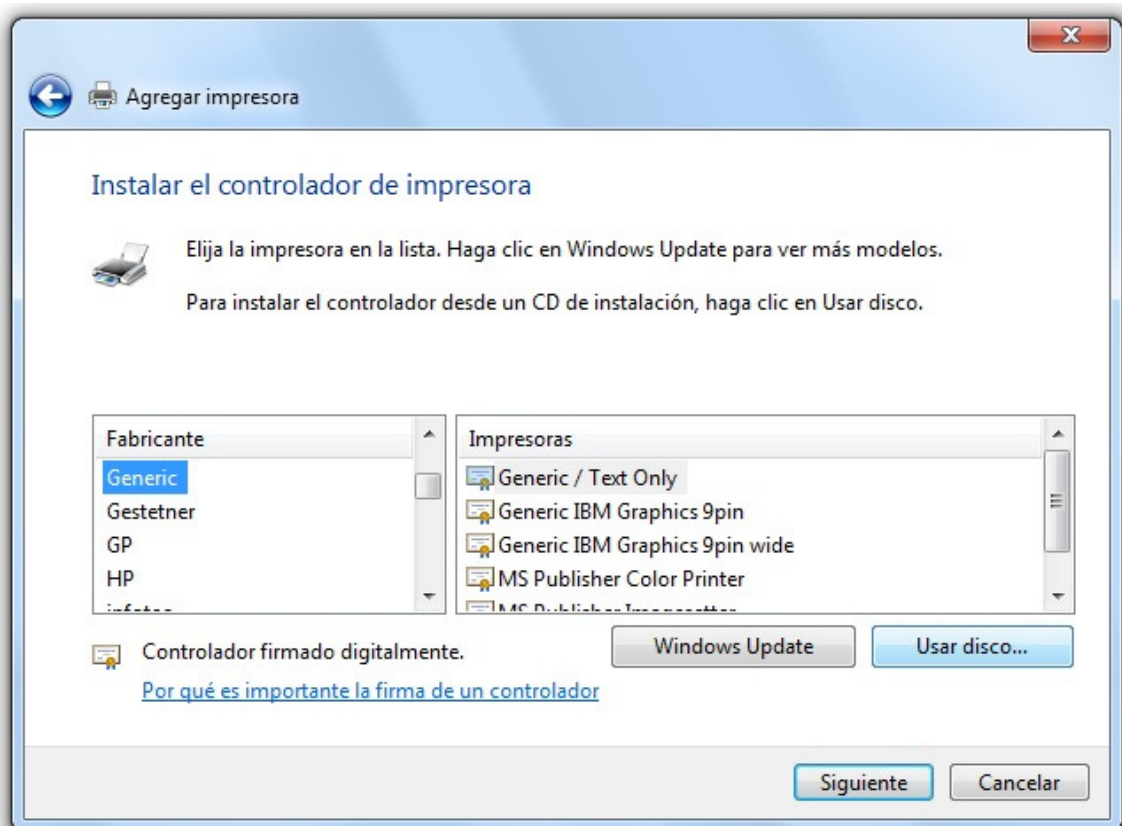 Agregar impresora
Instalar el controlador de impresora
Elija la impresora en la lista. Haga clic en Windows Update para ver más modelos.
Para instalar el controlador desde un CD de instalación, haga clic en Usar disco.
Fabricante
Generic
Gestetner
GP
HP
Impresoras
Generic / Text Only
Generic IBM Graphics 9pin
Generic IBM Graphics 9pin wide
MS Publisher Color Printer
MS Publisher Imagesetter
Controlador firmado digitalmente.
Windows Update
Usar disco...
Por qué es importante la firma de un controlador
Siguiente
Cancelar